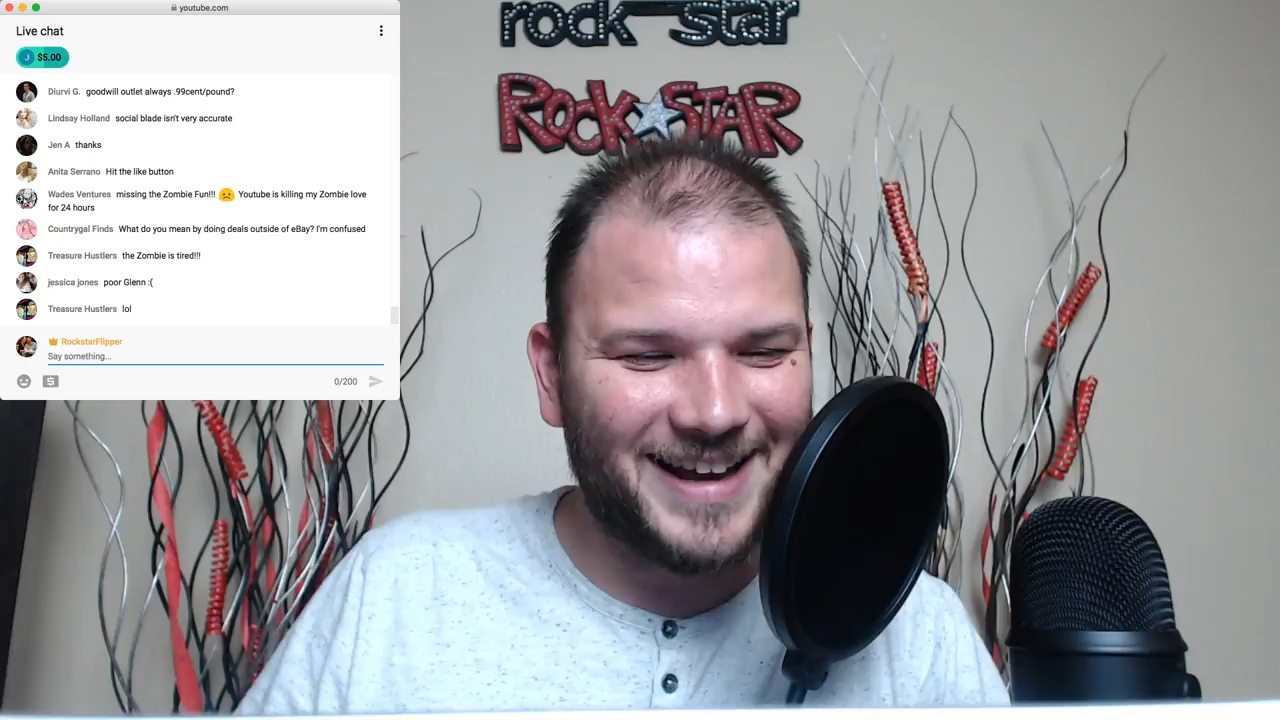 youtube.com
Live chat
J $5.00
Diurvi G. goodwill outlet always .99cent/pound?
Lindsay Holland social blade isn't very accurate
Jen A thanks
Anita Serrano Hit the like button
Wades Ventures missing the Zombie Fun!!! Youtube is killing my Zombie love
for 24 hours
Countrygal Finds What do you mean by doing deals outside of eBay? I'm confused
Treasure Hustlers the Zombie is tired!!!
jessica jones poor Glenn :(
Treasure Hustlers lol
RockstarFlipper
Say something...
0/200
rock star
ROCK STAR